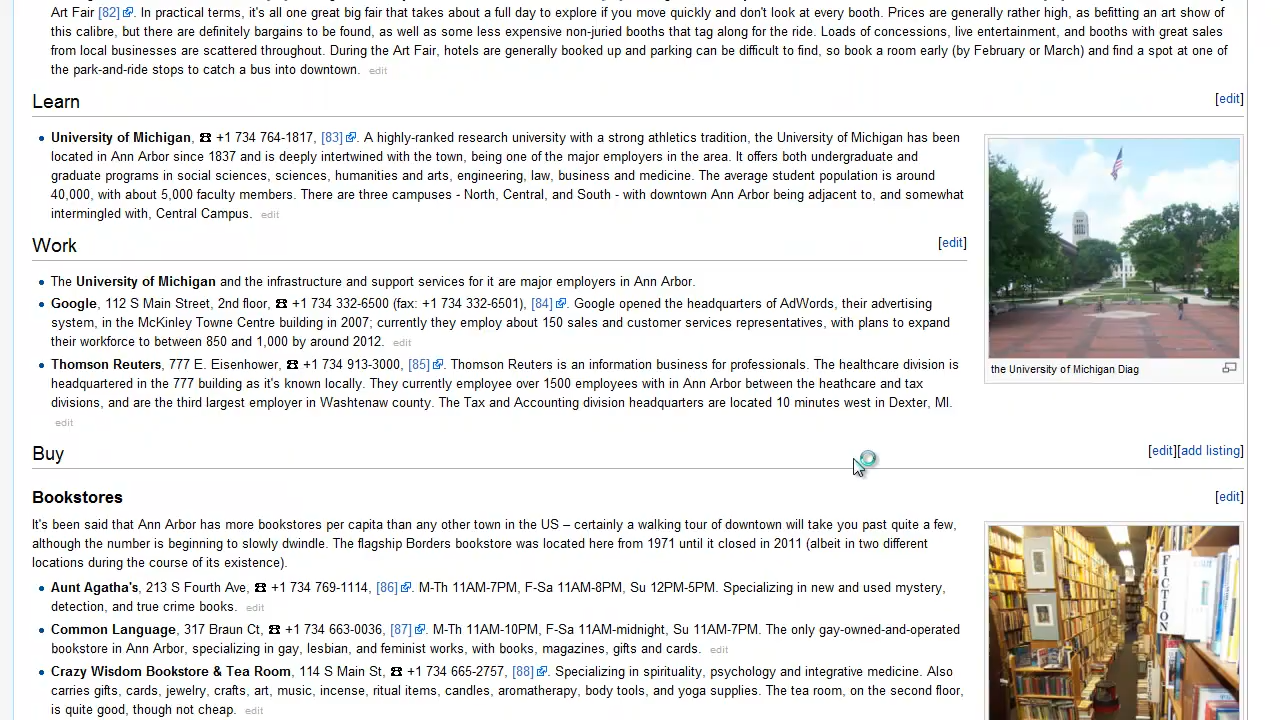 Art Fair [82]. In practical terms, it's all one great big fair that takes about a full day to explore if you move quickly and don't look at every booth. Prices are generally rather high, as befitting an art show of
this calibre, but there are definitely bargains to be found, as well as some less expensive non-juried booths that tag along for the ride. Loads of concessions, live entertainment, and booths with great sales
from local businesses are scattered throughout. During the Art Fair, hotels are generally booked up and parking can be difficult to find, so book a room early (by February or March) and find a spot at one of
the park-and-ride stops to catch a bus into downtown. edit
Learn [edit]
University of Michigan, ☎ +1 734 764-1817, [83]. A highly-ranked research university with a strong athletics tradition, the University of Michigan has been
located in Ann Arbor since 1837 and is deeply intertwined with the town, being one of the major employers in the area. It offers both undergraduate and
graduate programs in social sciences, sciences, humanities and arts, engineering, law, business and medicine. The average student population is around
40,000, with about 5,000 faculty members. There are three campuses - North, Central, and South - with downtown Ann Arbor being adjacent to, and somewhat
intermingled with, Central Campus. edit
the University of Michigan Diag
Work [edit]
The University of Michigan and the infrastructure and support services for it are major employers in Ann Arbor.
Google, 112 S Main Street, 2nd floor, ☎ +1 734 332-6500 (fax: +1 734 332-6501), [84]. Google opened the headquarters of AdWords, their advertising
system, in the McKinley Towne Centre building in 2007; currently they employ about 150 sales and customer services representatives, with plans to expand
their workforce to between 850 and 1,000 by around 2012. edit
Thomson Reuters, 777 E. Eisenhower, ☎ +1 734 913-3000, [85]. Thomson Reuters is an information business for professionals. The healthcare division is
headquartered in the 777 building as it's known locally. They currently employee over 1500 employees with in Ann Arbor between the heathcare and tax
divisions, and are the third largest employer in Washtenaw county. The Tax and Accounting division headquarters are located 10 minutes west in Dexter, MI.
edit
Buy [edit][add listing]
Bookstores [edit]
It's been said that Ann Arbor has more bookstores per capita than any other town in the US – certainly a walking tour of downtown will take you past quite a few,
although the number is beginning to slowly dwindle. The flagship Borders bookstore was located here from 1971 until it closed in 2011 (albeit in two different
locations during the course of its existence).
Aunt Agatha's, 213 S Fourth Ave, ☎ +1 734 769-1114, [86]. M-Th 11AM-7PM, F-Sa 11AM-8PM, Su 12PM-5PM. Specializing in new and used mystery,
detection, and true crime books. edit
Common Language, 317 Braun Ct, ☎ +1 734 663-0036, [87]. M-Th 11AM-10PM, F-Sa 11AM-midnight, Su 11AM-7PM. The only gay-owned-and-operated
bookstore in Ann Arbor, specializing in gay, lesbian, and feminist works, with books, magazines, gifts and cards. edit
Crazy Wisdom Bookstore & Tea Room, 114 S Main St, ☎ +1 734 665-2757, [88]. Specializing in spirituality, psychology and integrative medicine. Also
carries gifts, cards, jewelry, crafts, art, music, incense, ritual items, candles, aromatherapy, body tools, and yoga supplies. The tea room, on the second floor,
is quite good, though not cheap. edit
FICTION